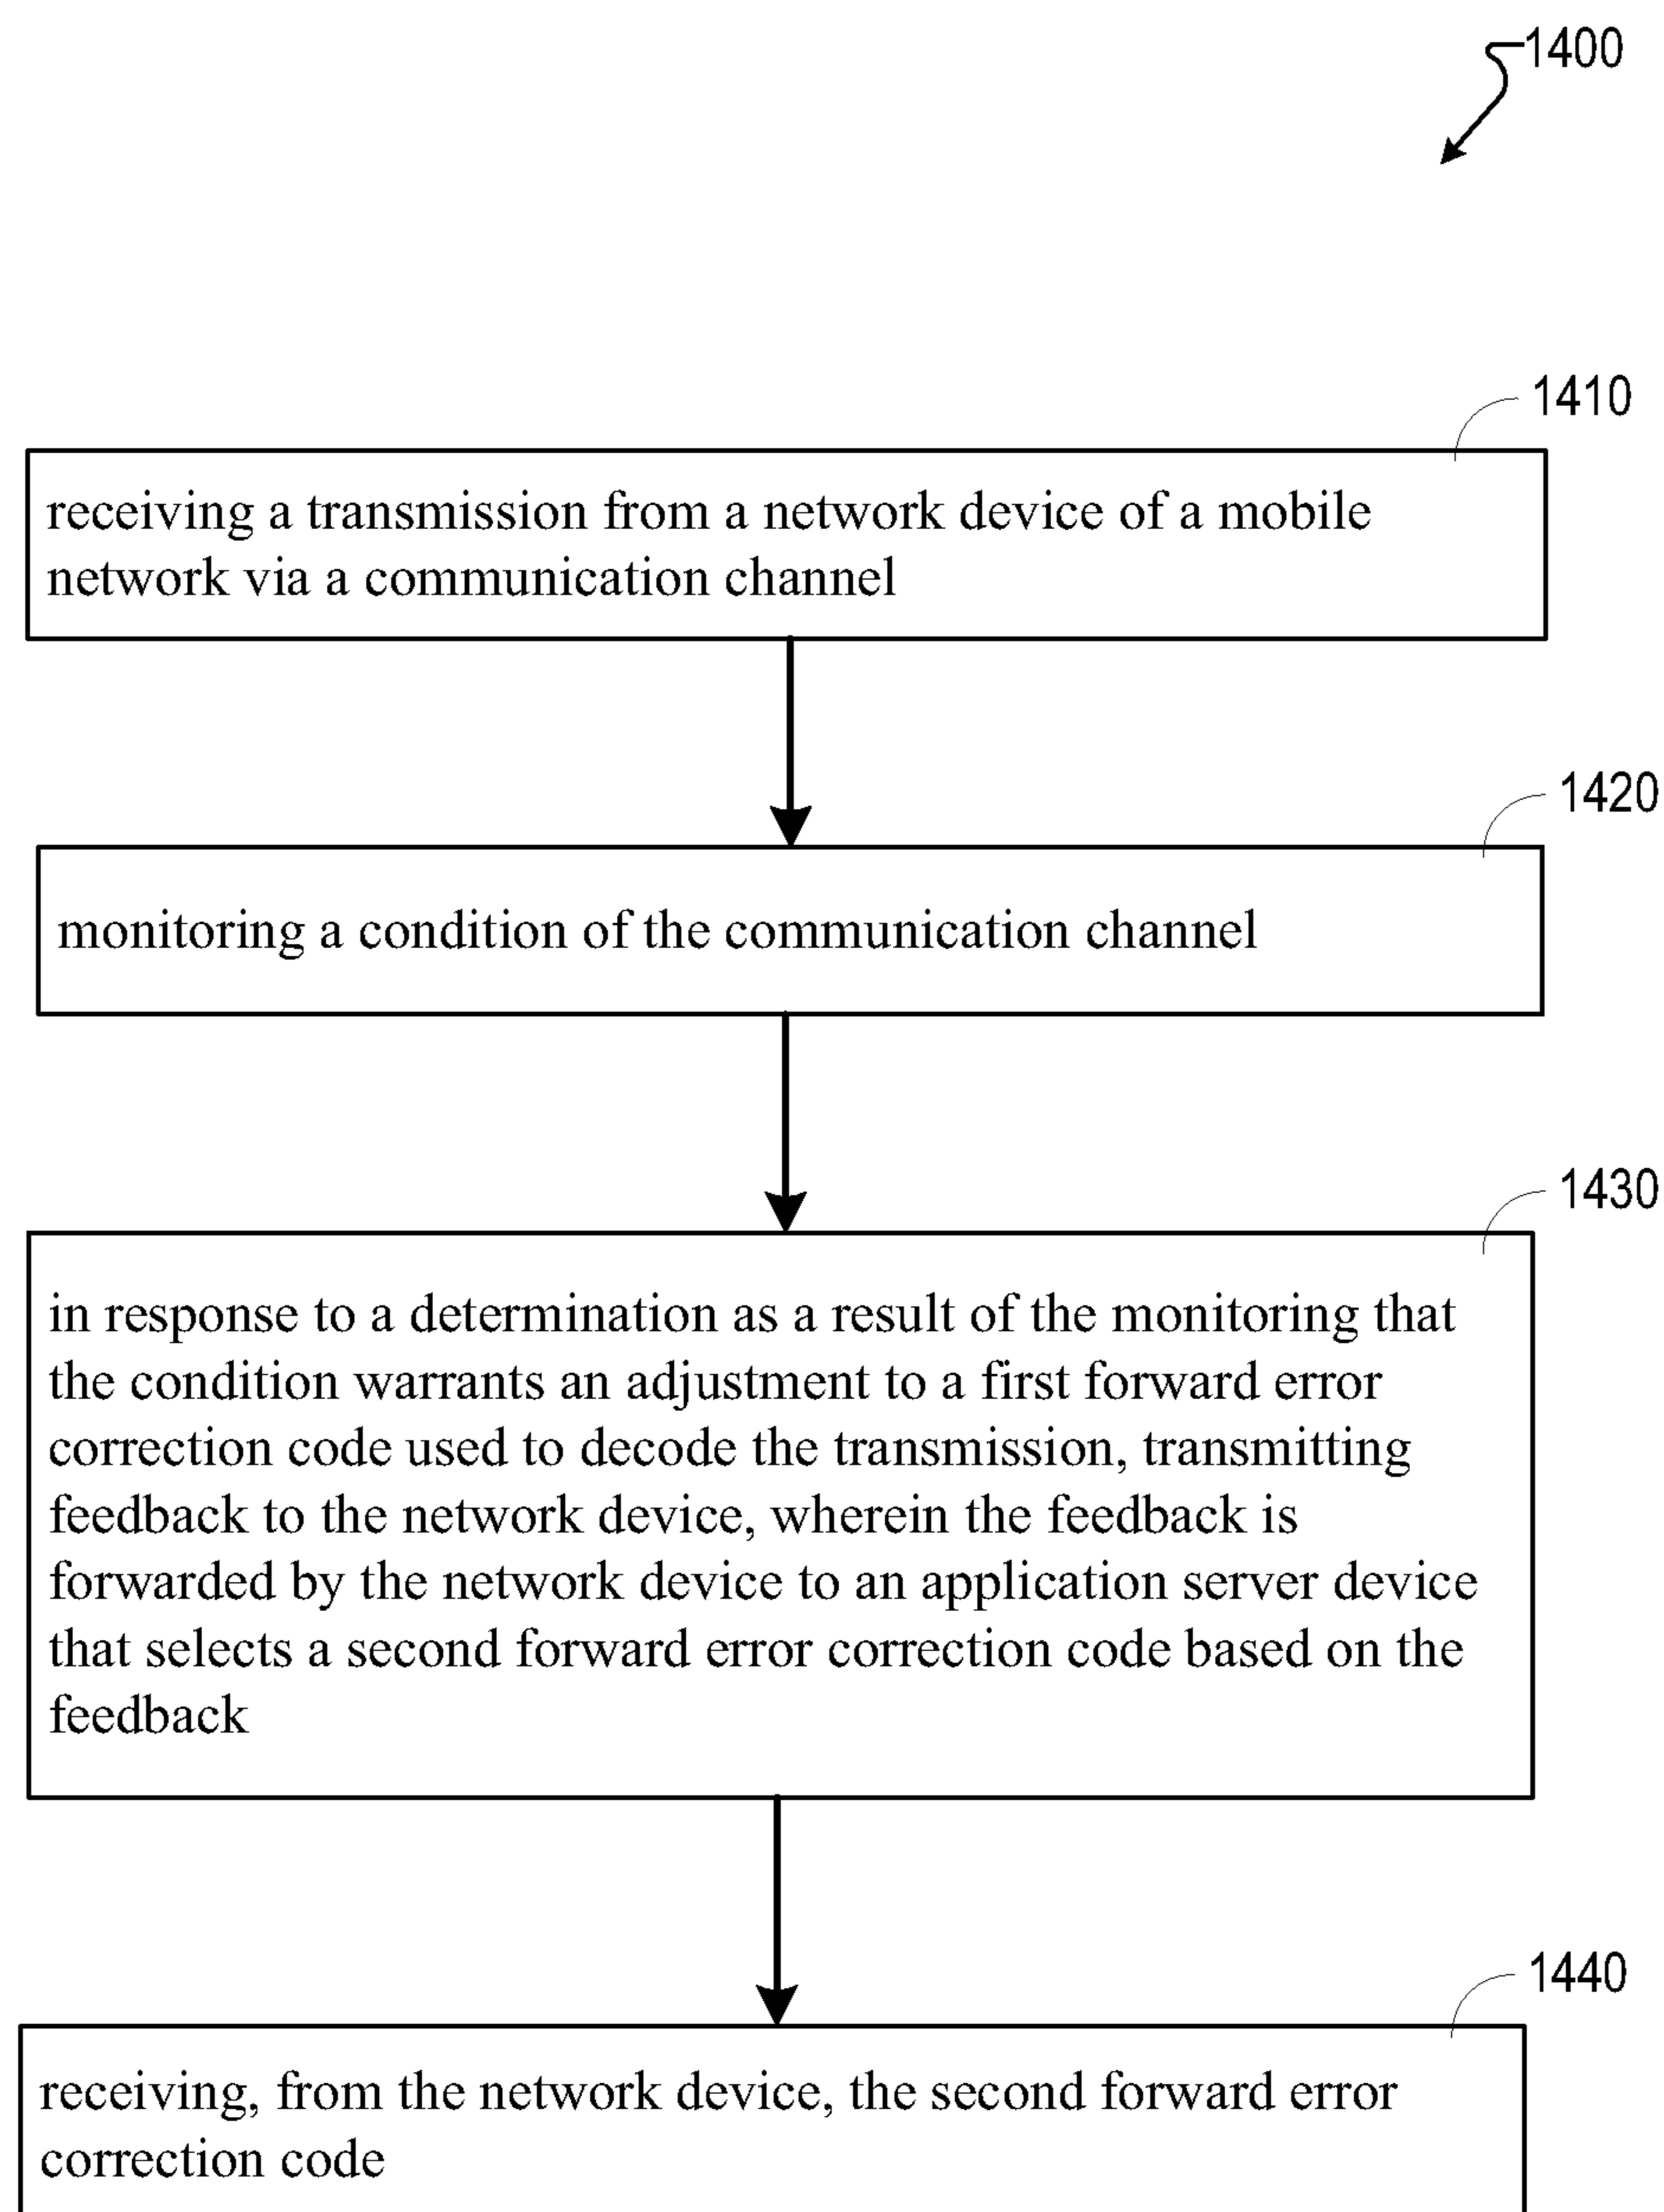 1400
1410
receiving a transmission from a network device of a mobile
network via a communication channel
1420
monitoring a condition of the communication channel
1430
in response to a determination as a result of the monitoring that
the condition warrants an adjustment to a first forward error
correction code used to decode the transmission, transmitting
feedback to the network device, wherein the feedback is
forwarded by the network device to an application server device
that selects a second forward error correction code based on the
feedback
1440
receiving, from the network device, the second forward error
correction code